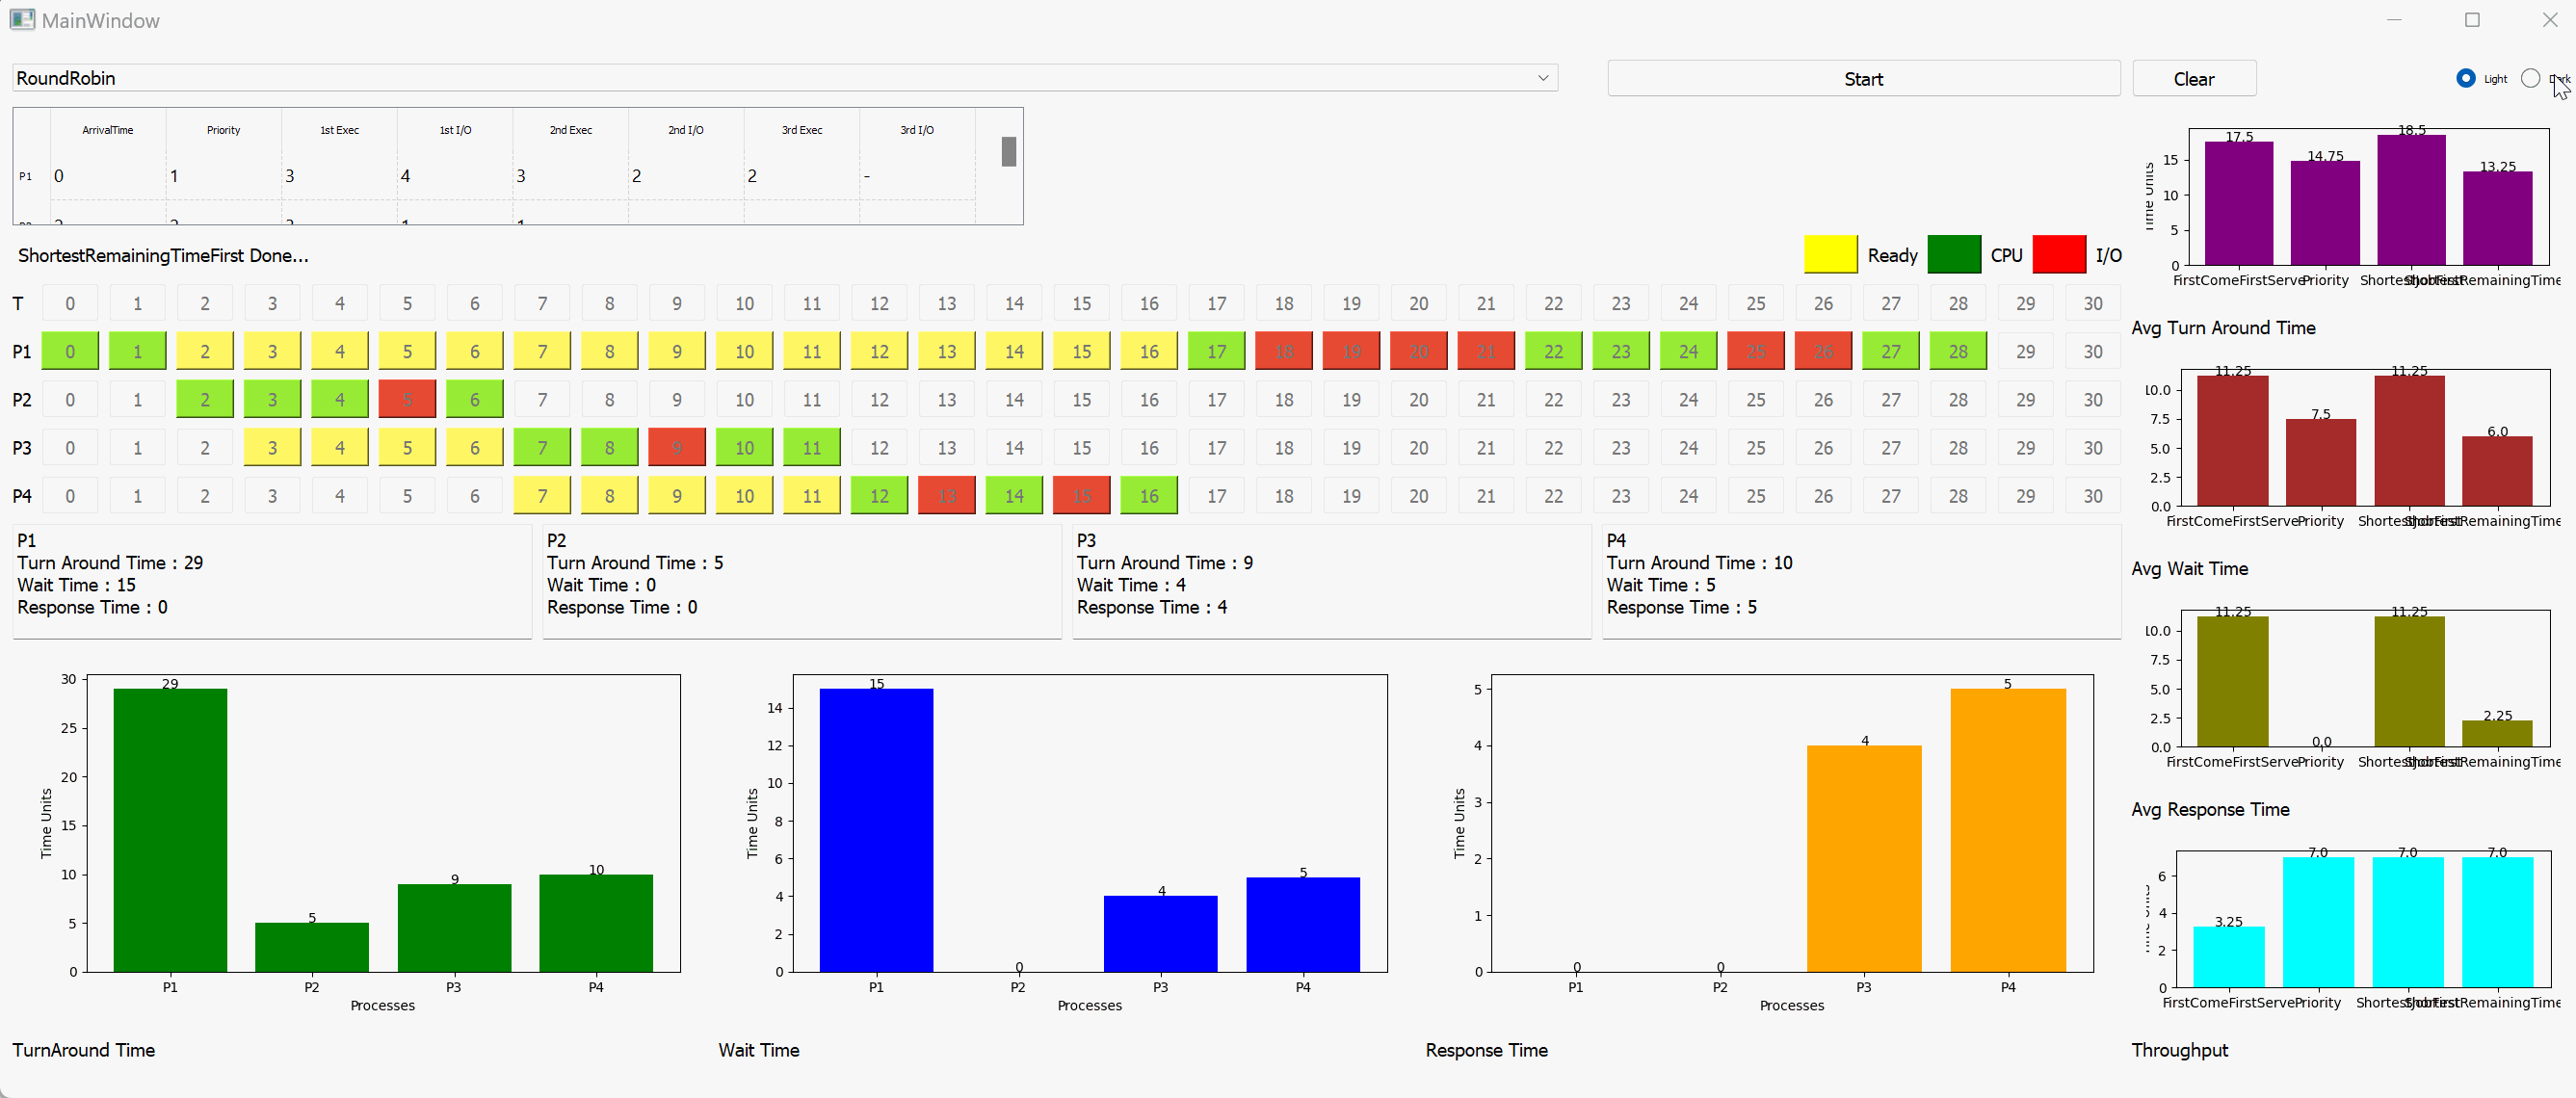 MainWindow
RoundRobin
Start
Clear
Light
ArrivalTime Priority 1st Exec 1st I/O 2nd Exec 2nd I/O 3rd Exec 3rd I/O
P1 0 1 3 4 3 2 2 -
ShortestRemainingTimeFirst Done...
Ready CPU I/O
T 0 1 2 3 4 5 6 7 8 9 10 11 12 13 14 15 16 17 18 19 20 21 22 23 24 25 26 27 28 29 30
P1 0 1 2 3 4 5 6 7 8 9 10 11 12 13 14 15 16 17 18 19 20 21 22 23 24 25 26 27 28 29 30
P2 0 1 2 3 4 5 6 7 8 9 10 11 12 13 14 15 16 17 18 19 20 21 22 23 24 25 26 27 28 29 30
P3 0 1 2 3 4 5 6 7 8 9 10 11 12 13 14 15 16 17 18 19 20 21 22 23 24 25 26 27 28 29 30
P4 0 1 2 3 4 5 6 7 8 9 10 11 12 13 14 15 16 17 18 19 20 21 22 23 24 25 26 27 28 29 30
P1
Turn Around Time : 29
Wait Time : 15
Response Time : 0
P2
Turn Around Time : 5
Wait Time : 0
Response Time : 0
P3
Turn Around Time : 9
Wait Time : 4
Response Time : 4
P4
Turn Around Time : 10
Wait Time : 5
Response Time : 5
30
25
20
15
10
5
0
Time Units
29 5 9 10
P1 P2 P3 P4
Processes
TurnAround Time
14
12
10
8
6
4
2
0
Time Units
15 0 4 5
P1 P2 P3 P4
Processes
Wait Time
5
4
3
2
1
0
Time Units
0 0 4 5
P1 P2 P3 P4
Processes
Response Time
15
10
5
0
Time Units
17.5 14.75 18.5 13.25
FirstComeFirstServe Priority
Avg Turn Around Time
10.0
7.5
5.0
2.5
0.0
11.25 7.5 11.25 6.0
FirstComeFirstServe Priority
Avg Wait Time
10.0
7.5
5.0
2.5
0.0
11.25 0.0 11.25 2.25
FirstComeFirstServe Priority
Avg Response Time
6
4
2
0
3.25 7.0 7.0 7.0
FirstComeFirstServe Priority
Throughput